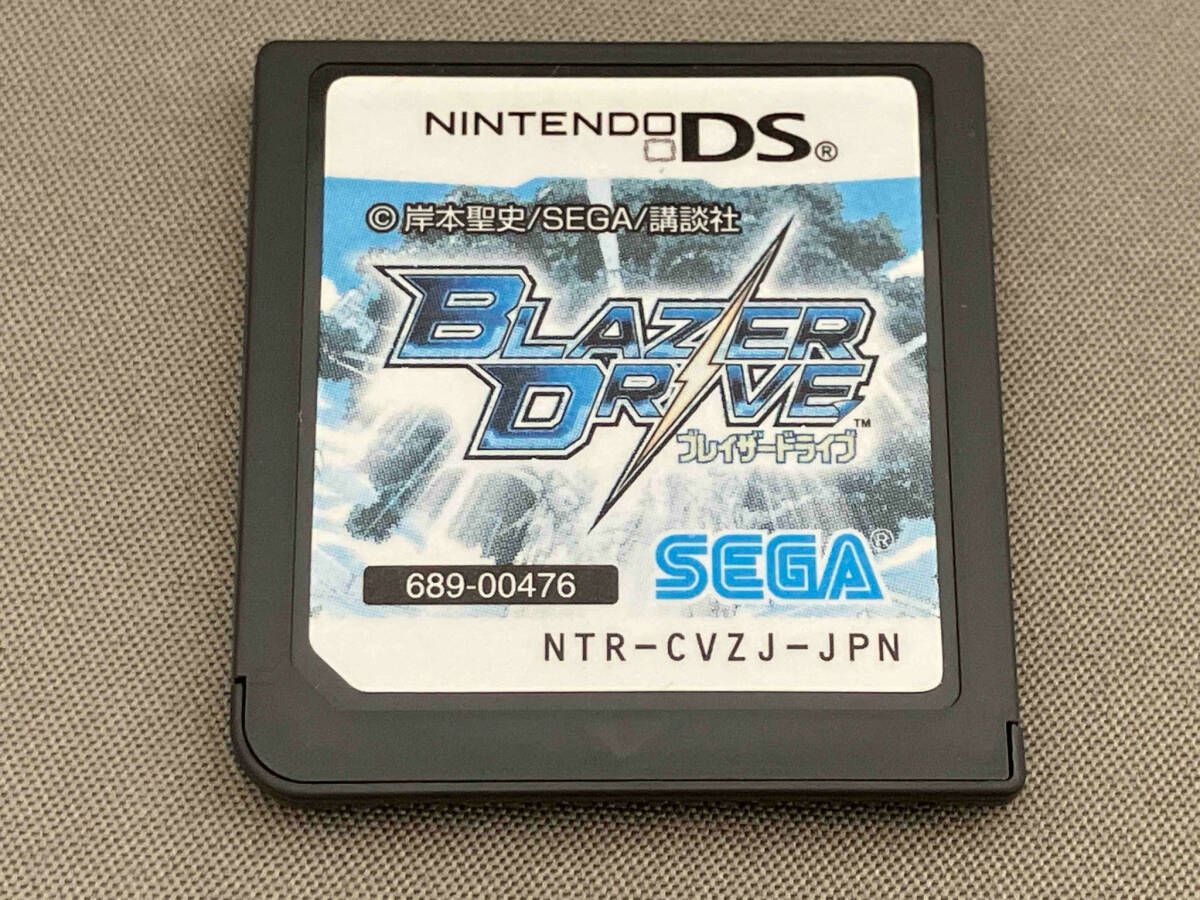 NINTENDO DS®
© 岸本聖史/SEGA/講談社
BLAZER
DRIVE™
ブレイザードライブ
SEGA®
689-00476
NTR-CVZJ-JPN